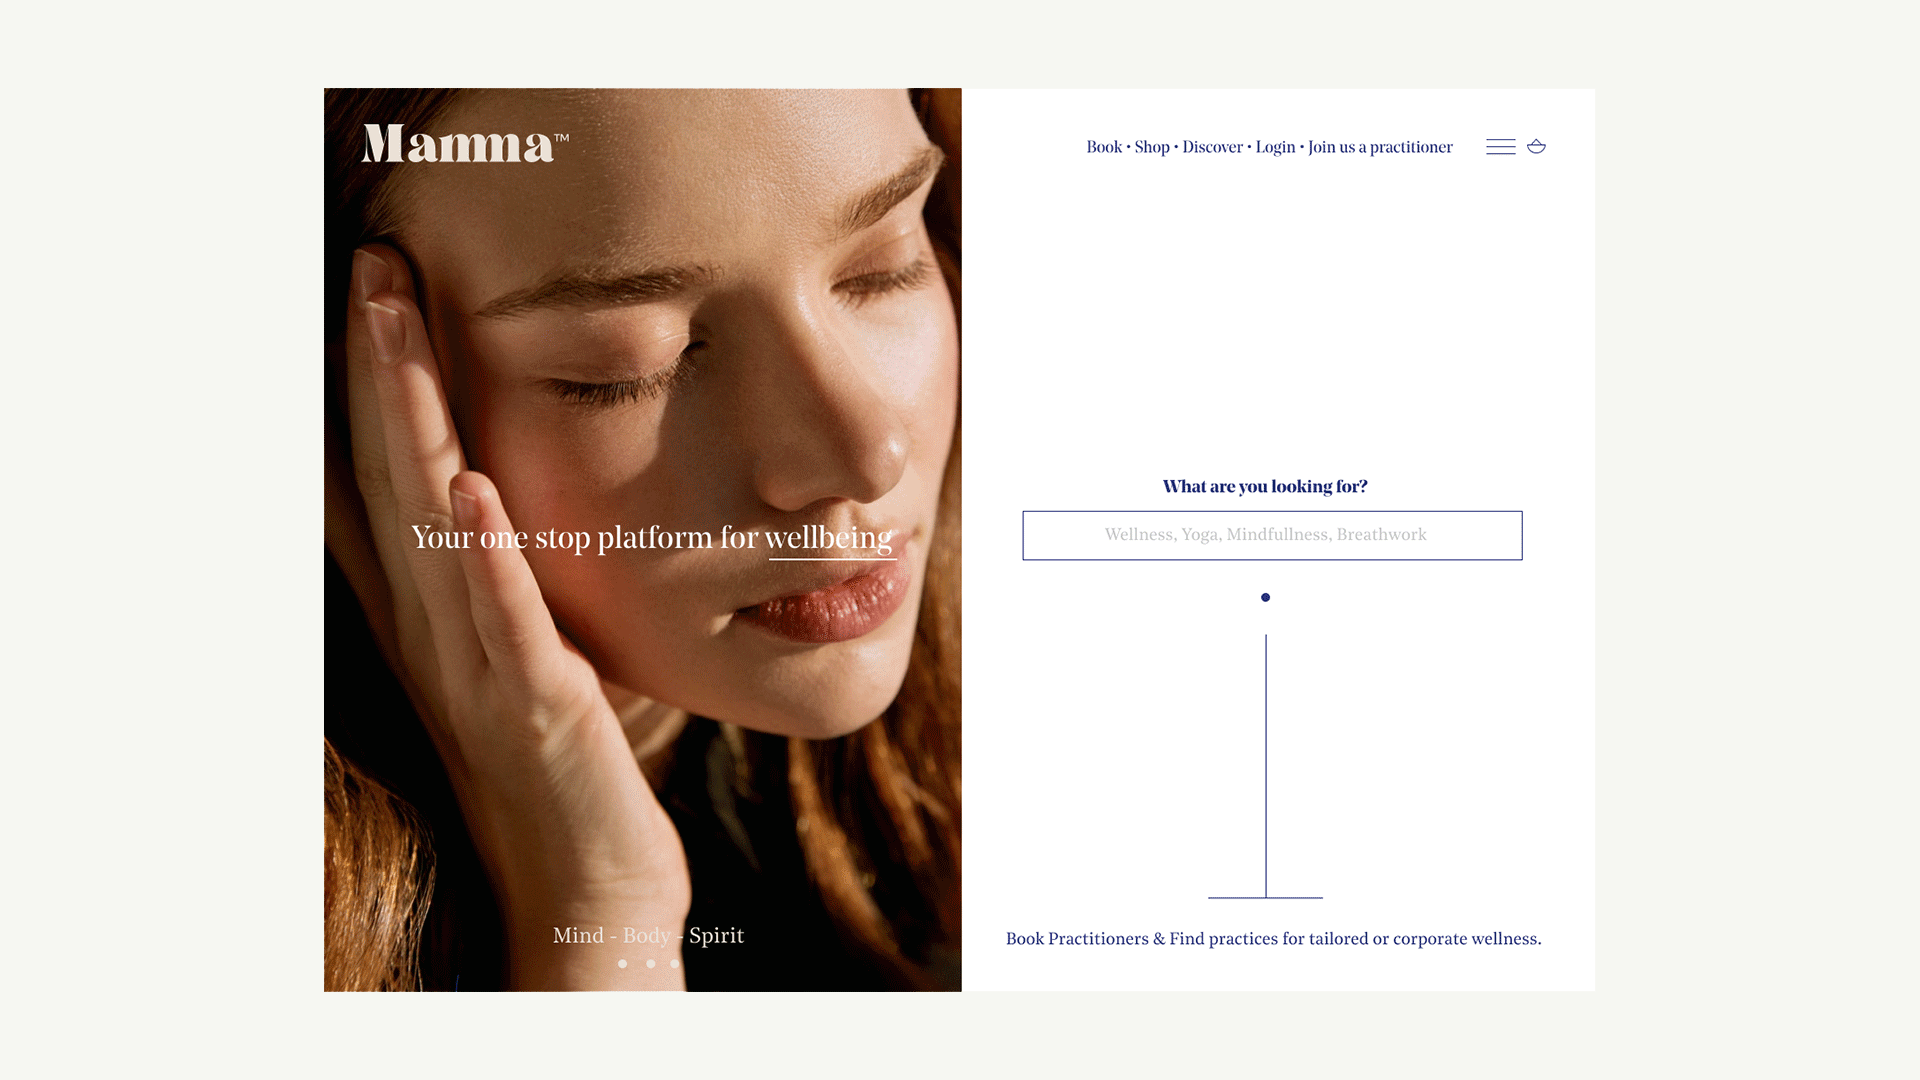 Mamma™
Book • Shop • Discover • Login • Join us a practitioner
What are you looking for?
Wellness, Yoga, Mindfullness, Breathwork
Your one stop platform for wellbeing
Mind - Body - Spirit
Book Practitioners & Find practices for tailored or corporate wellness.